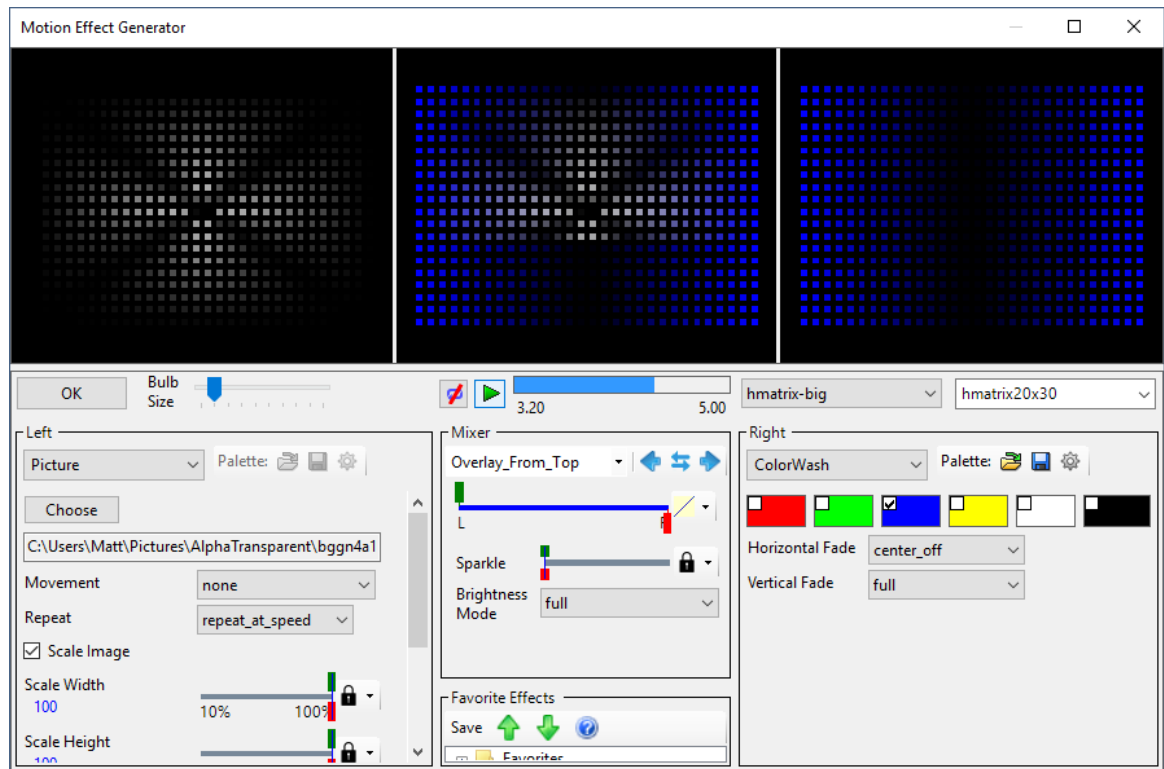 Motion Effect Generator
OK
Bulb
Size
3.20
5.00
hmatrix-big
hmatrix20x30
Left
Picture
Palette:
Choose
C:\Users\Matt\Pictures\AlphaTransparent\bggn4a1
Movement
none
Repeat
repeat_at_speed
Scale Image
Scale Width
100
10%
100%
Scale Height
100
Mixer
Overlay_From_Top
L
Sparkle
Brightness
Mode
full
Favorite Effects
Save
Favorites
Right
ColorWash
Palette:
Horizontal Fade
center_off
Vertical Fade
full